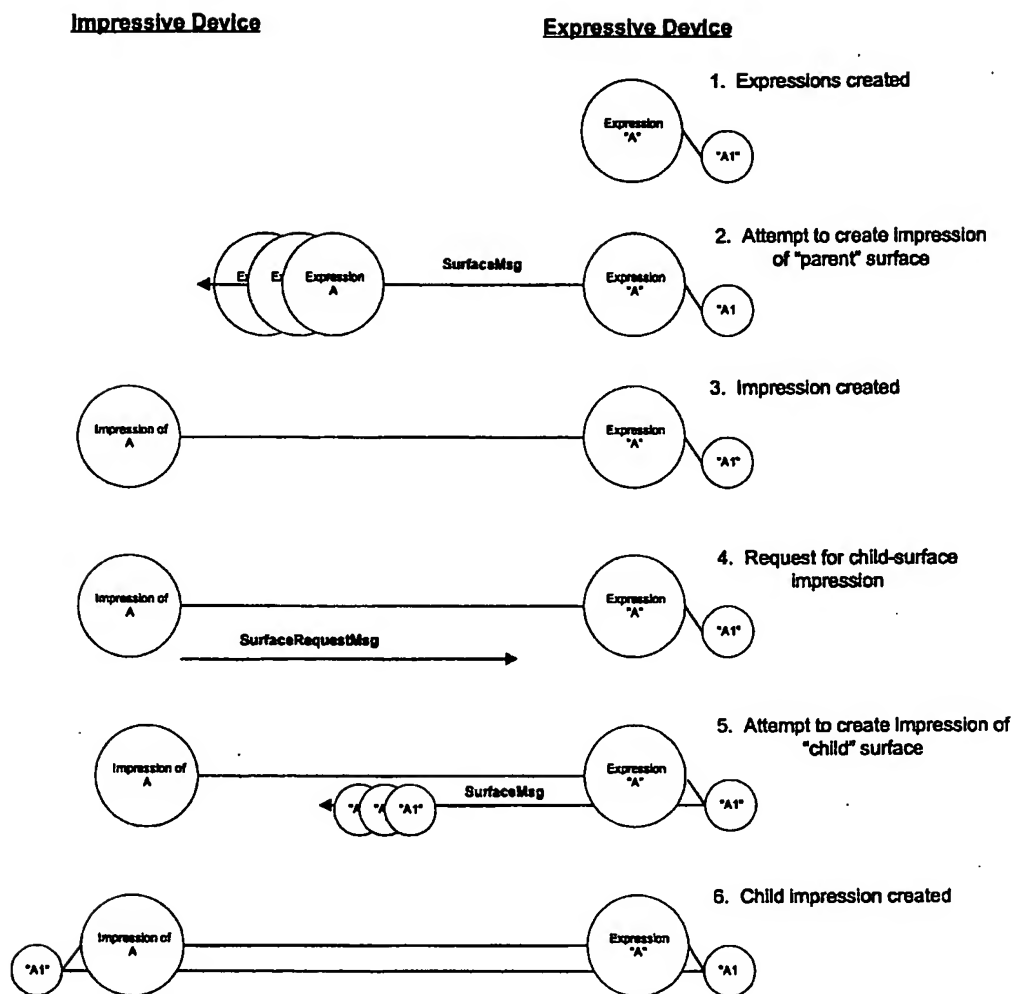 Impressive Device
Expressive Device
1. Expressions created
Expression
"A"
"A1"
2. Attempt to create impression
of "parent" surface
SurfaceMsg
Ex
Ex
Expression
A
Expression
"A"
"A1
3. Impression created
Impression of
A
Expression
"A"
"A1"
4. Request for child-surface
impression
Impression of
A
Expression
"A"
"A1"
SurfaceRequestMsg
5. Attempt to create impression of
"child" surface
Impression of
A
Expression
"A"
SurfaceMsg
"A
"A
"A1"
"A1"
6. Child impression created
Impression of
A
Expression
"A"
"A1"
"A1